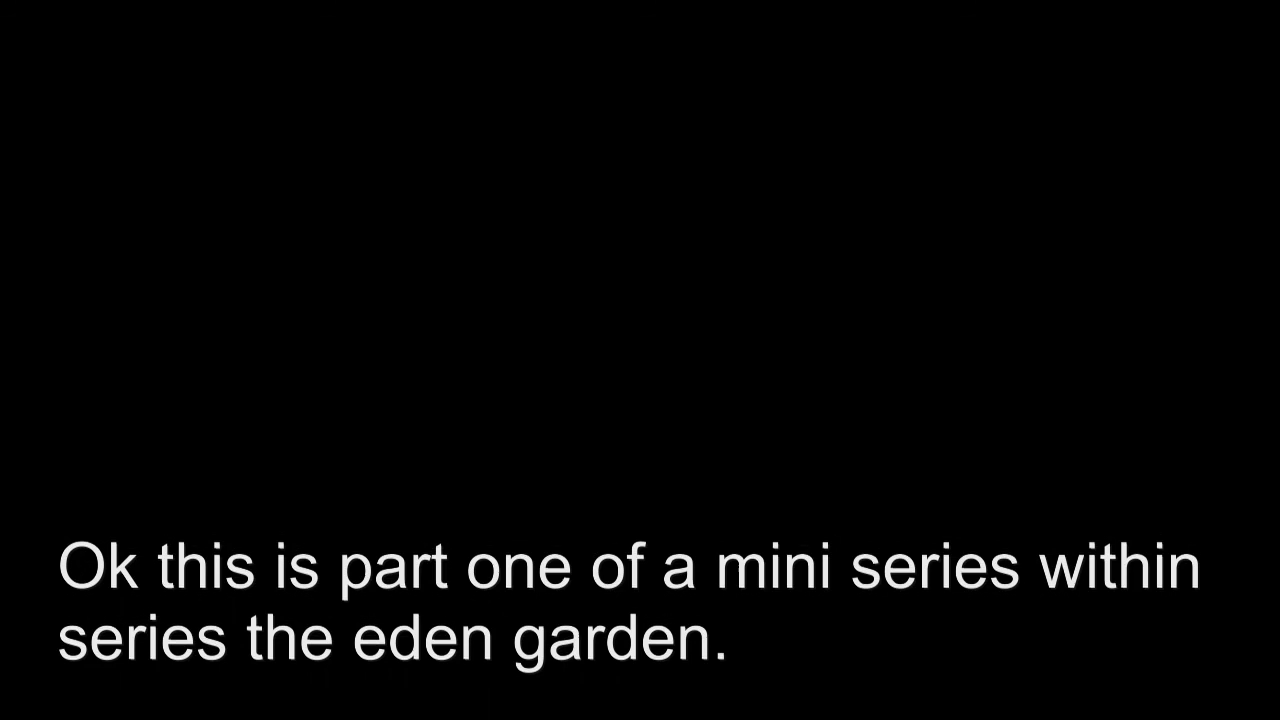 Ok this is part one of a mini series within
series the eden garden.